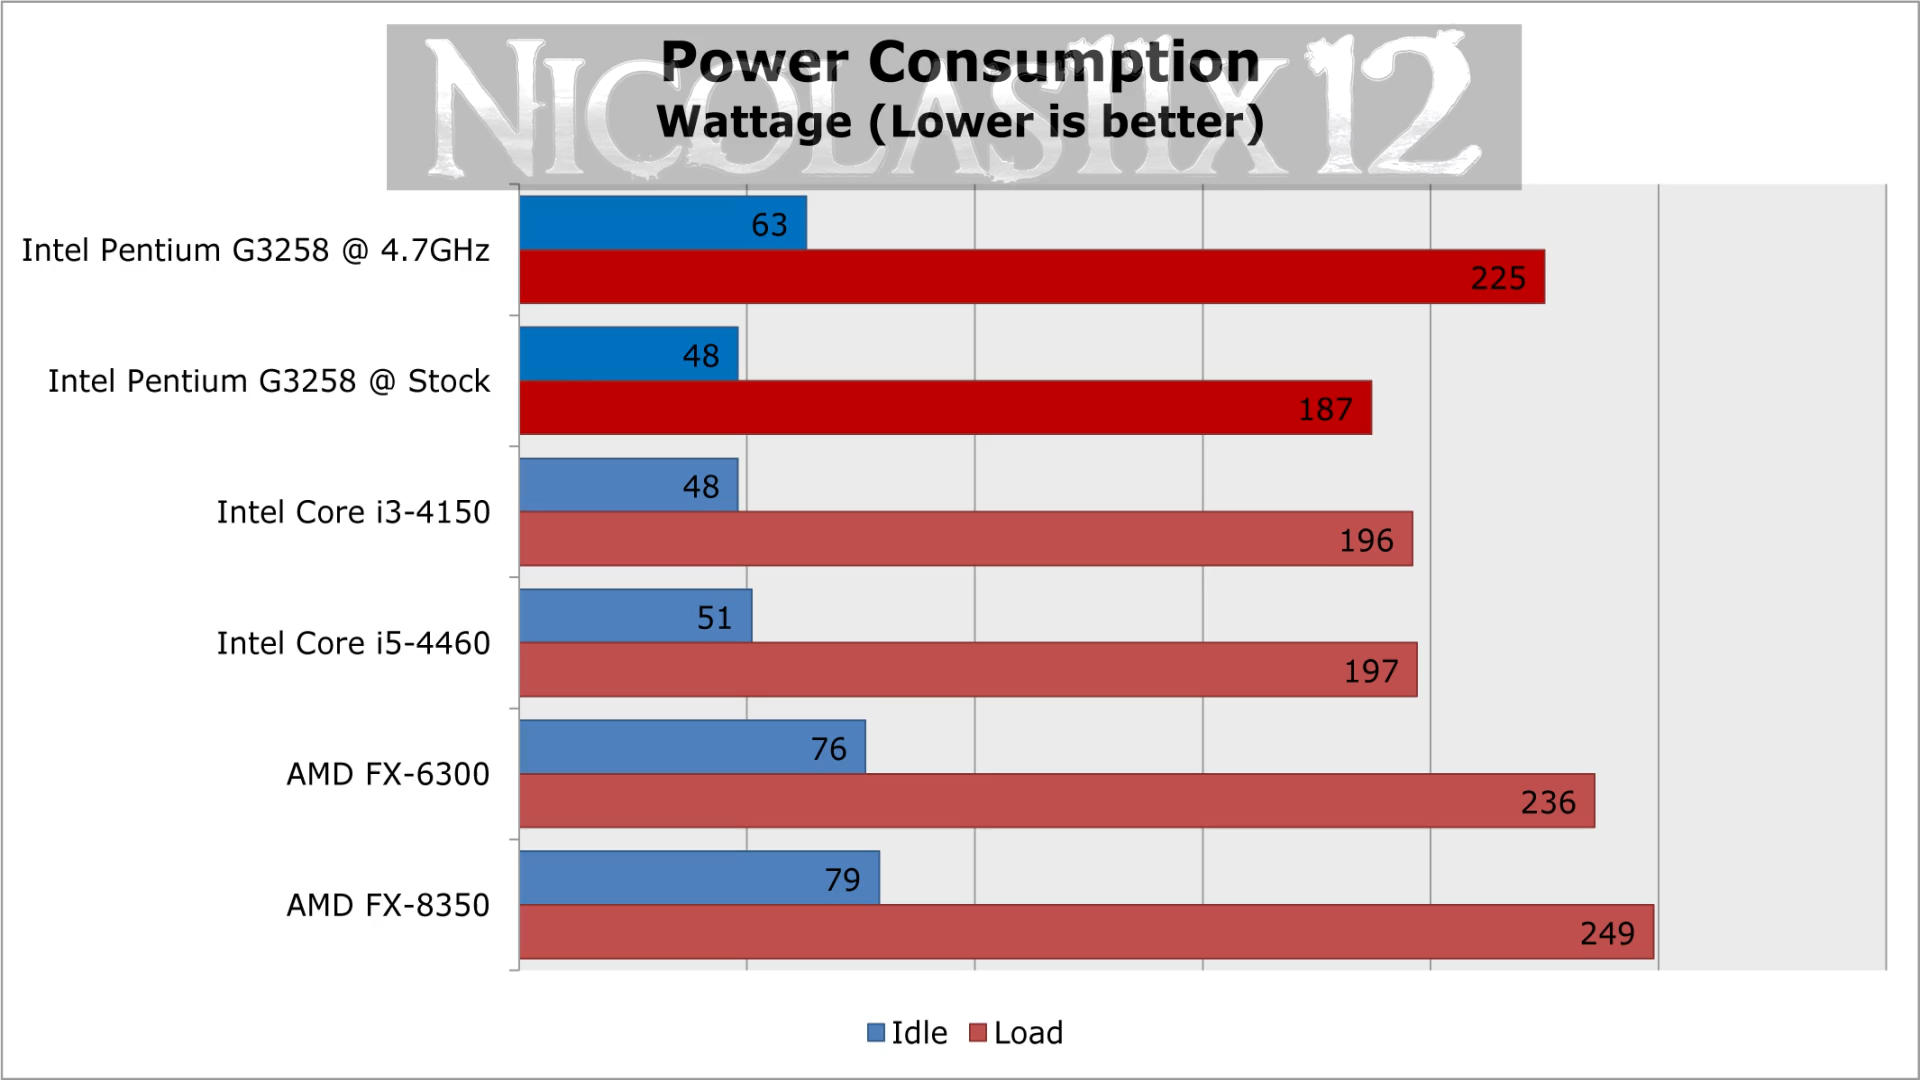 NICOLAS11X12
Power Consumption
Wattage (Lower is better)
Intel Pentium G3258 @ 4.7GHz
63
225
Intel Pentium G3258 @ Stock
48
187
Intel Core i3-4150
48
196
Intel Core i5-4460
51
197
AMD FX-6300
76
236
AMD FX-8350
79
249
Idle
Load